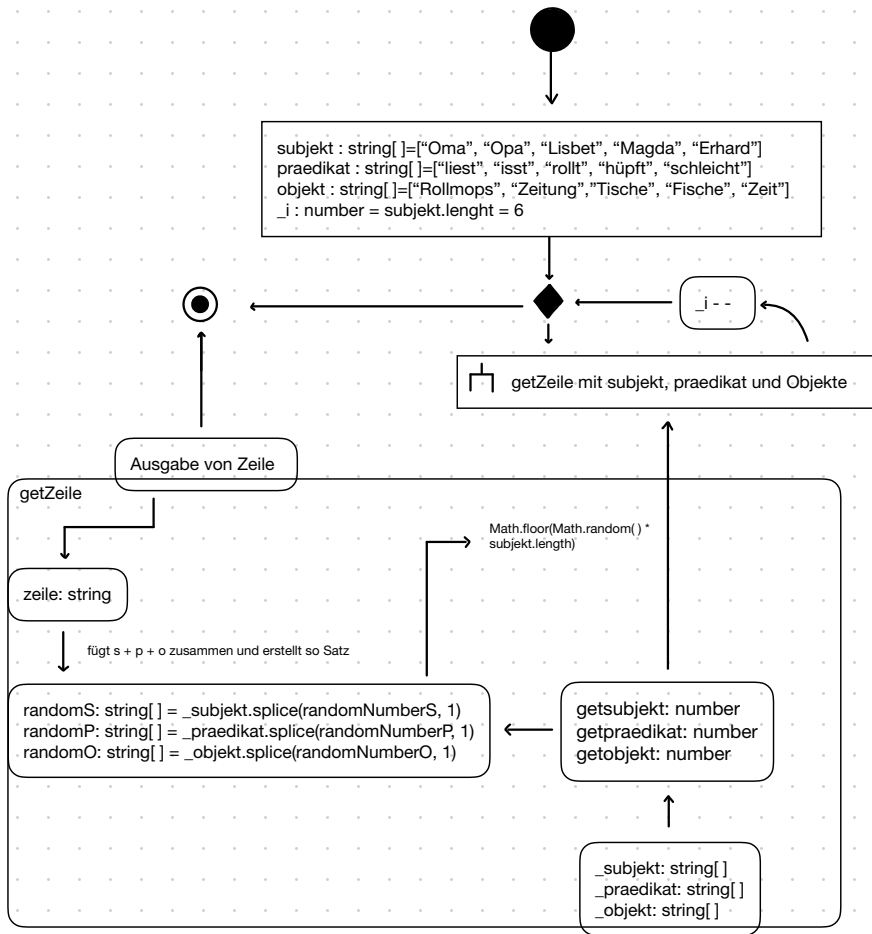 subjekt : string[ ]=[“Oma”, “Opa”, “Lisbet”, “Magda”, “Erhard”]
praedikat : string[ ]=[“liest”, “isst”, “rollt”, “hüpft”, “schleicht”]
objekt : string[ ]=[“Rollmops”, “Zeitung”,”Tische”, “Fische”, “Zeit”]
_i : number = subjekt.lenght = 6
_i - -
getZeile mit subjekt, praedikat und Objekte
Ausgabe von Zeile
getZeile
Math.floor(Math.random( ) *
subjekt.length)
zeile: string
fügt s + p + o zusammen und erstellt so Satz
randomS: string[ ] = _subjekt.splice(randomNumberS, 1)
randomP: string[ ] = _praedikat.splice(randomNumberP, 1)
randomO: string[ ] = _objekt.splice(randomNumberO, 1)
getsubjekt: number
getpraedikat: number
getobjekt: number
_subjekt: string[ ]
_praedikat: string[ ]
_objekt: string[ ]